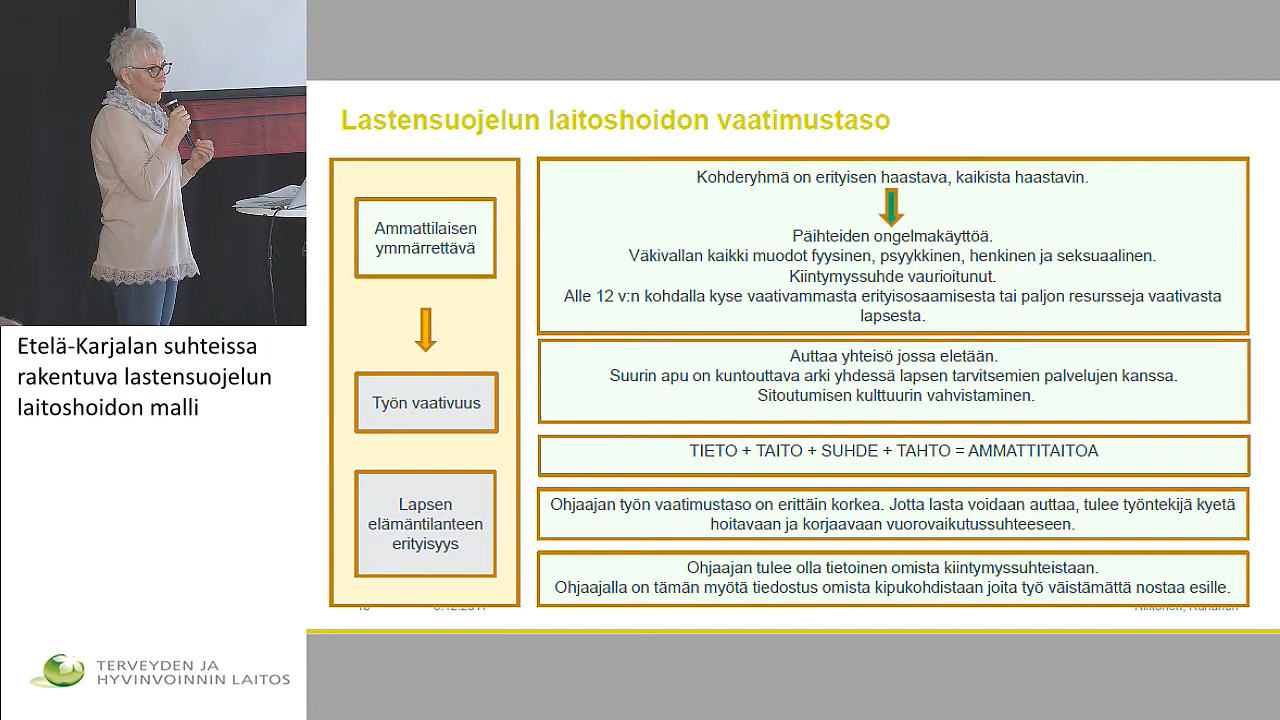 Lastensuojelun laitoshoidon vaatimustaso
Ammattilaisen
ymmärrettävä
Työn vaativuus
Lapsen
elämäntilanteen
erityisyys
Kohderyhmä on erityisen haastava, kaikista haastavin.
Päihteiden ongelmakäyttöä.
Väkivallan kaikki muodot fyysinen, psyykkinen, henkinen ja seksuaalinen.
Kiintymyssuhde vaurioitunut.
Alle 12 v:n kohdalla kyse vaativammasta erityisosaamisesta tai paljon resursseja vaativasta
lapsesta.
Auttaa yhteisö jossa eletään.
Suurin apu on kuntouttava arki yhdessä lapsen tarvitsemien palvelujen kanssa.
Sitoutumisen kulttuurin vahvistaminen.
TIETO + TAITO + SUHDE + TAHTO = AMMATTITAITOA
Ohjaajan työn vaatimustaso on erittäin korkea. Jotta lasta voidaan auttaa, tulee työntekijä kyetä
hoitavaan ja korjaavaan vuorovaikutussuhteeseen.
Ohjaajan tulee olla tietoinen omista kiintymyssuhteistaan.
Ohjaajalla on tämän myötä tiedostus omista kipukohdistaan joita työ väistämättä nostaa esille.
Etelä-Karjalan suhteissa
rakentuva lastensuojelun
laitoshoidon malli
TERVEYDEN JA
HYVINVOINNIN LAITOS